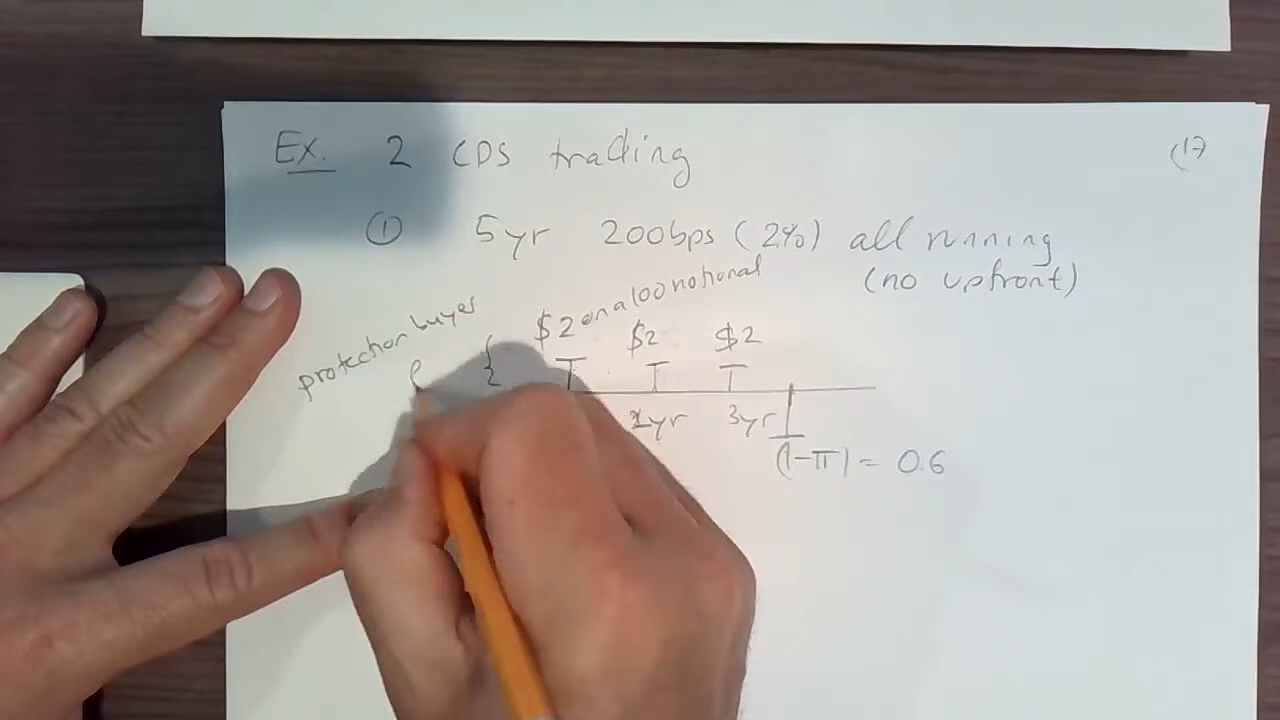 Ex. 2 CDS trading (17
① 5yr 200bps (2%) all running
(no upfront)
protection buyer { $2 on a 100 notional $2 $2
2yr 3yr
(1-π) = 0.6